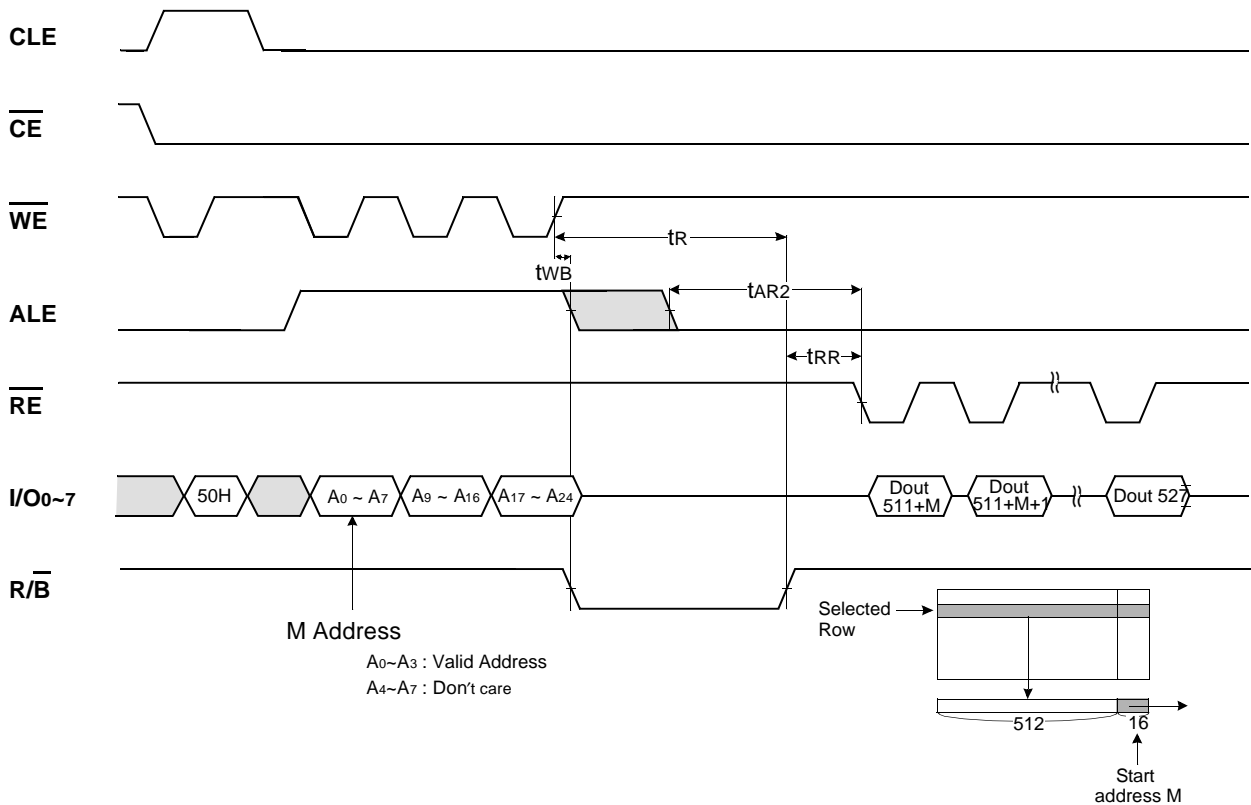 CLE
CE
WE
tR
tWB
tAR2
ALE
tRR
RE
I/O0~7
50H
A0 ~ A7
A9 ~ A16
A17 ~ A24
Dout
511+M
Dout
511+M+1
Dout 527
R/B
M Address
A0~A3 : Valid Address
A4~A7 : Don't care
Selected
Row
512
16
Start
address M